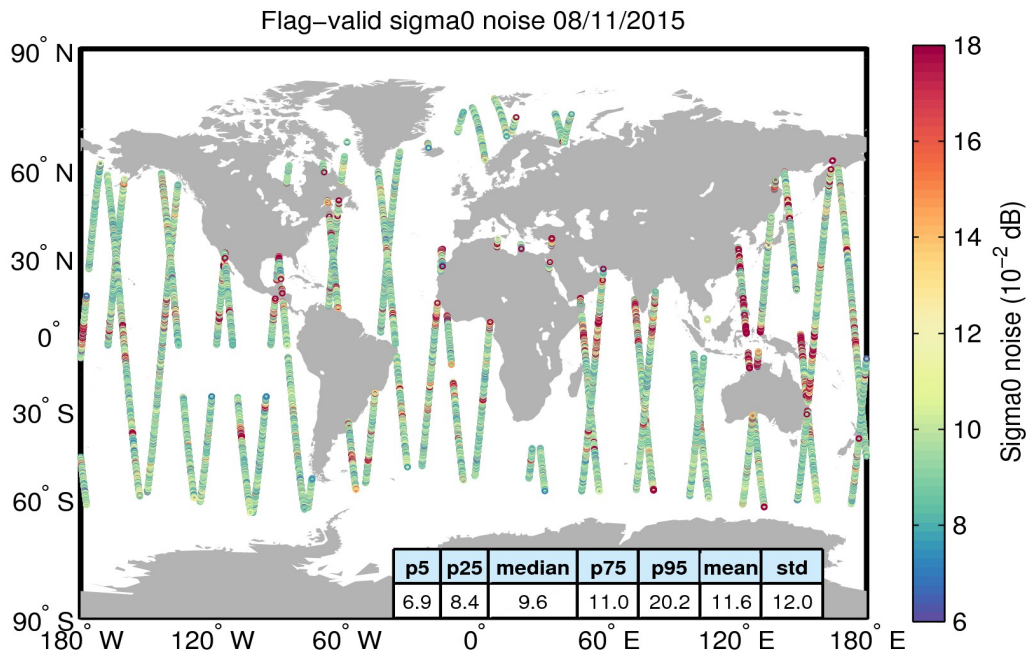 Flag−valid sigma0 noise 08/11/2015
90° N
60° N
30° N
0°
30° S
60° S
90° S
180° W
120° W
60° W
0°
60° E
120° E
180° E
p5 p25 median p75 p95 mean std
6.9 8.4 9.6 11.0 20.2 11.6 12.0
18
16
14
12
10
8
6
Sigma0 noise (10⁻² dB)